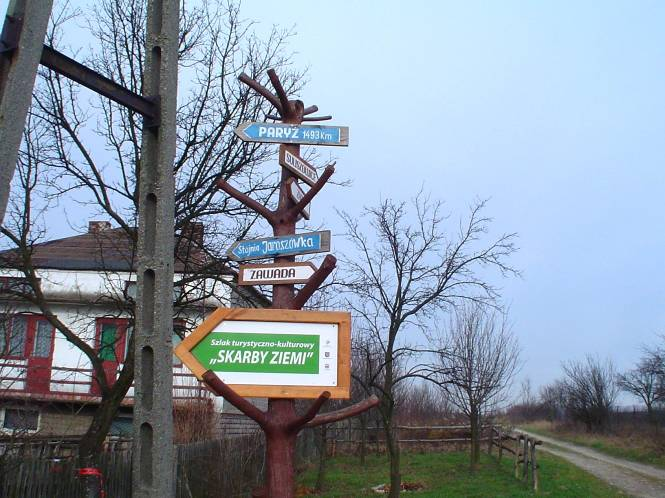 PARYŻ 1493 Km
Stajnia Jaroszówka
ZAWADA
Szlak turystyczno-kulturowy
„SKARBY ZIEMI”